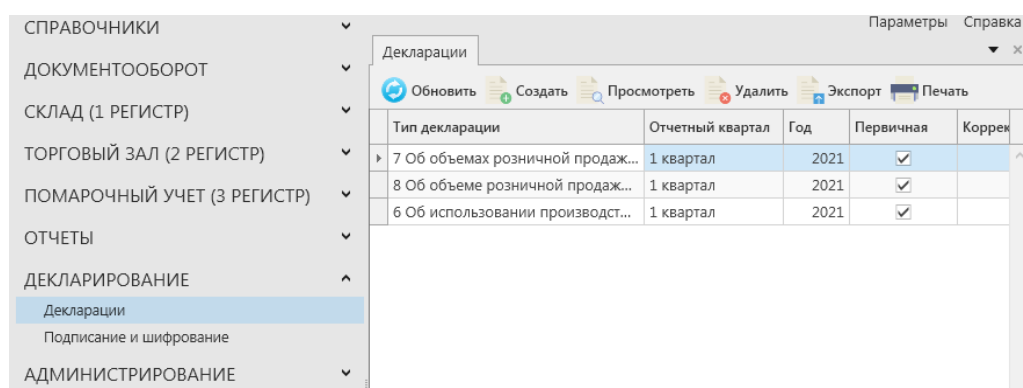 Параметры Справка
СПРАВОЧНИКИ
ДОКУМЕНТООБОРОТ
СКЛАД (1 РЕГИСТР)
ТОРГОВЫЙ ЗАЛ (2 РЕГИСТР)
ПОМАРОЧНЫЙ УЧЕТ (3 РЕГИСТР)
ОТЧЕТЫ
ДЕКЛАРИРОВАНИЕ
Декларации
Подписание и шифрование
АДМИНИСТРИРОВАНИЕ
Декларации
Обновить Создать Просмотреть Удалить Экспорт Печать
Тип декларации Отчетный квартал Год Первичная Коррек
7 Об объемах розничной продаж... 1 квартал 2021
8 Об объеме розничной продаж... 1 квартал 2021
6 Об использовании производст... 1 квартал 2021